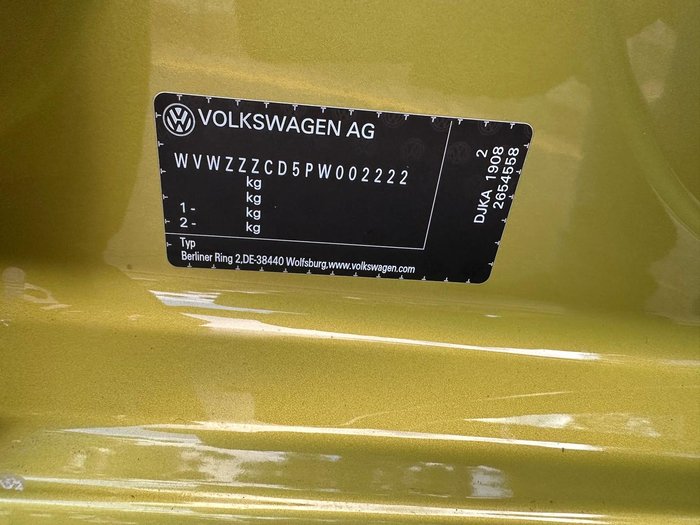 VOLKSWAGEN AG
WVWZZZCD5PW002222
kg
kg
1 - kg
2 - kg
Typ
Berliner Ring 2,DE-38440 Wolfsburg,www.volkswagen.com
2
DJKA 1908
2654558